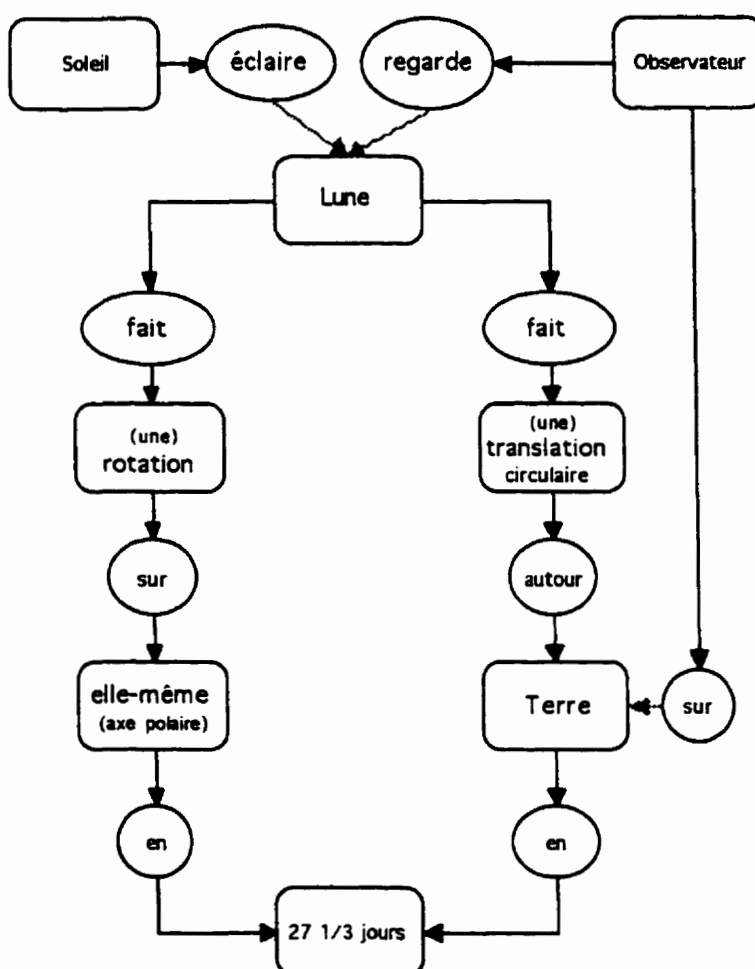 Soleil
éclaire
regarde
Observateur
Lune
fait
fait
(une)
rotation
(une)
translation
circulaire
sur
autour
elle-même
(axe polaire)
Terre
sur
en
en
27 1/3 jours